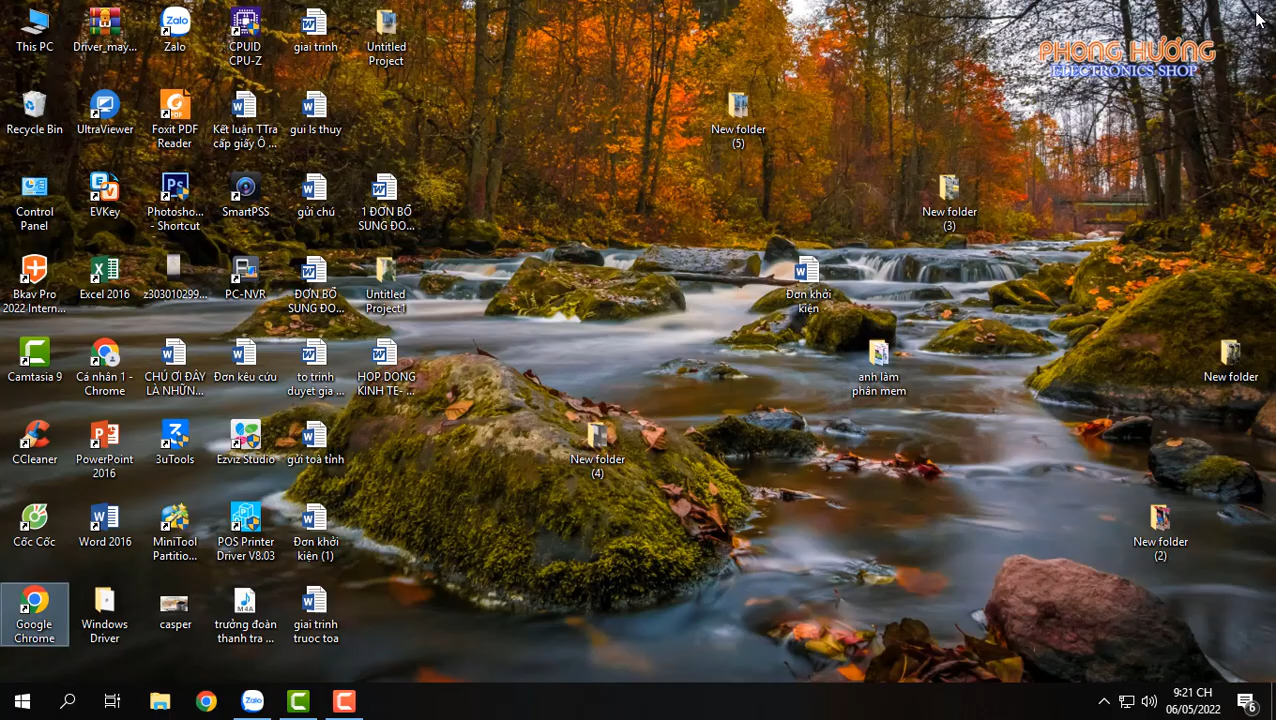 PHONG HƯỚNG
ELECTRONICS SHOP
This PC
Driver_may...
Zalo
CPUID
CPU-Z
giai trinh
Untitled
Project
Recycle Bin
UltraViewer
Foxit PDF
Reader
Kết luận TTra
cấp giấy Ô ...
gui ls thuy
New folder
(5)
Control
Panel
EVKey
Photosho...
- Shortcut
SmartPSS
gửi chú
1 ĐƠN BỔ
SUNG ĐO...
New folder
(3)
Bkav Pro
2022 Intern...
Excel 2016
z303010299...
PC-NVR
ĐƠN BỔ
SUNG ĐO...
Untitled
Project1
Đơn khởi
kiện
Camtasia 9
Cá nhân 1 -
Chrome
CHÚ ƠI ĐÂY
LÀ NHỮN...
Đơn kêu cứu
to trinh
duyet gia ...
HOP DONG
KINH TE- ...
anh làm
phân mem
New folder
CCleaner
PowerPoint
2016
3uTools
Ezviz Studio
gửi toà tỉnh
New folder
(4)
Cốc Cốc
Word 2016
MiniTool
Partitio...
POS Printer
Driver V8.03
Đơn khởi
kiện (1)
New folder
(2)
Google
Chrome
Windows
Driver
casper
M4A
trưởng đoàn
thanh tra ...
giai trinh
truoc toa
Zalo
9:21 CH
06/05/2022
6